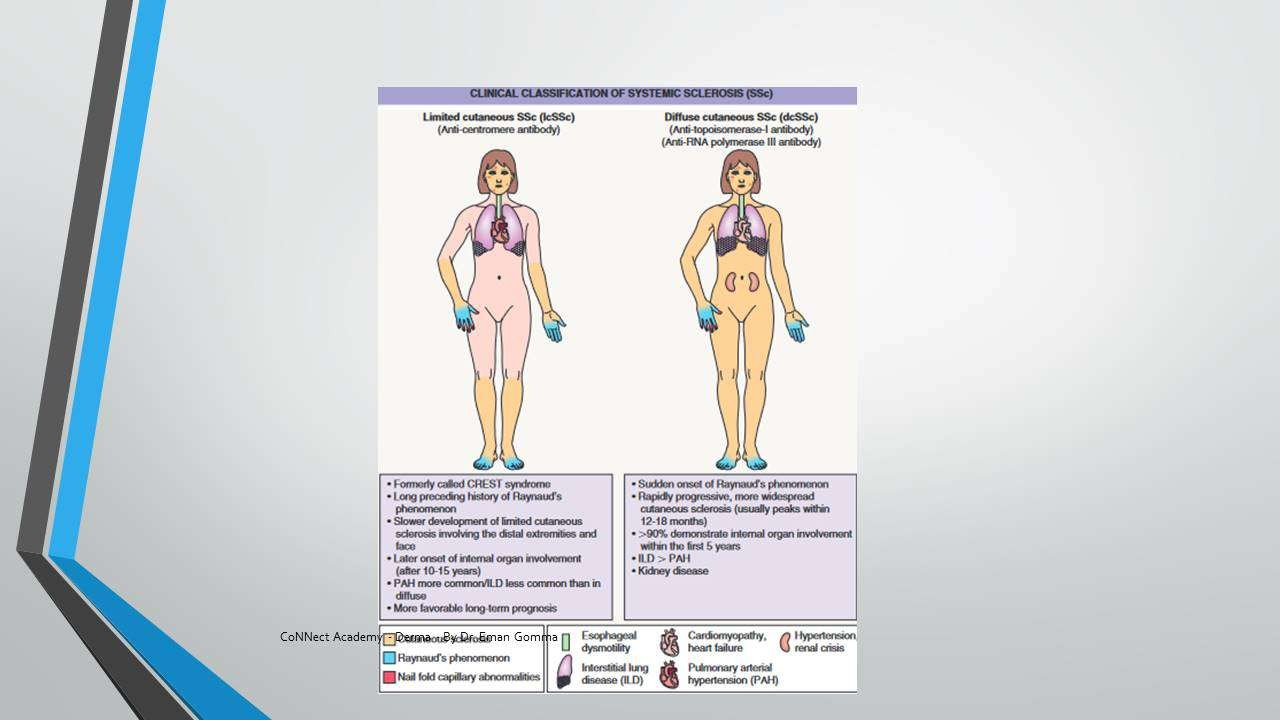 CLINICAL CLASSIFICATION OF SYSTEMIC SCLEROSIS (SSc)
Limited cutaneous SSc (lcSSc)
(Anti-centromere antibody)
Diffuse cutaneous SSc (dcSSc)
(Anti-topoisomerase-I antibody)
(Anti-RNA polymerase III antibody)
• Formerly called CREST syndrome
• Long preceding history of Raynaud's
phenomenon
• Slower development of limited cutaneous
sclerosis involving the distal extremities and
face
• Later onset of internal organ involvement
(after 10-15 years)
• PAH more common/ILD less common than in
diffuse
• More favorable long-term prognosis
• Sudden onset of Raynaud's phenomenon
• Rapidly progressive, more widespread
cutaneous sclerosis (usually peaks within
12-18 months)
• >90% demonstrate internal organ involvement
within the first 5 years
• ILD > PAH
• Kidney disease
CoNNect Academy - Derma - By Dr. Eman Gomma
Cutaneous sclerosis
Raynaud's phenomenon
Nail fold capillary abnormalities
Esophageal
dysmotility
Interstitial lung
disease (ILD)
Cardiomyopathy,
heart failure
Pulmonary arterial
hypertension (PAH)
Hypertension,
renal crisis